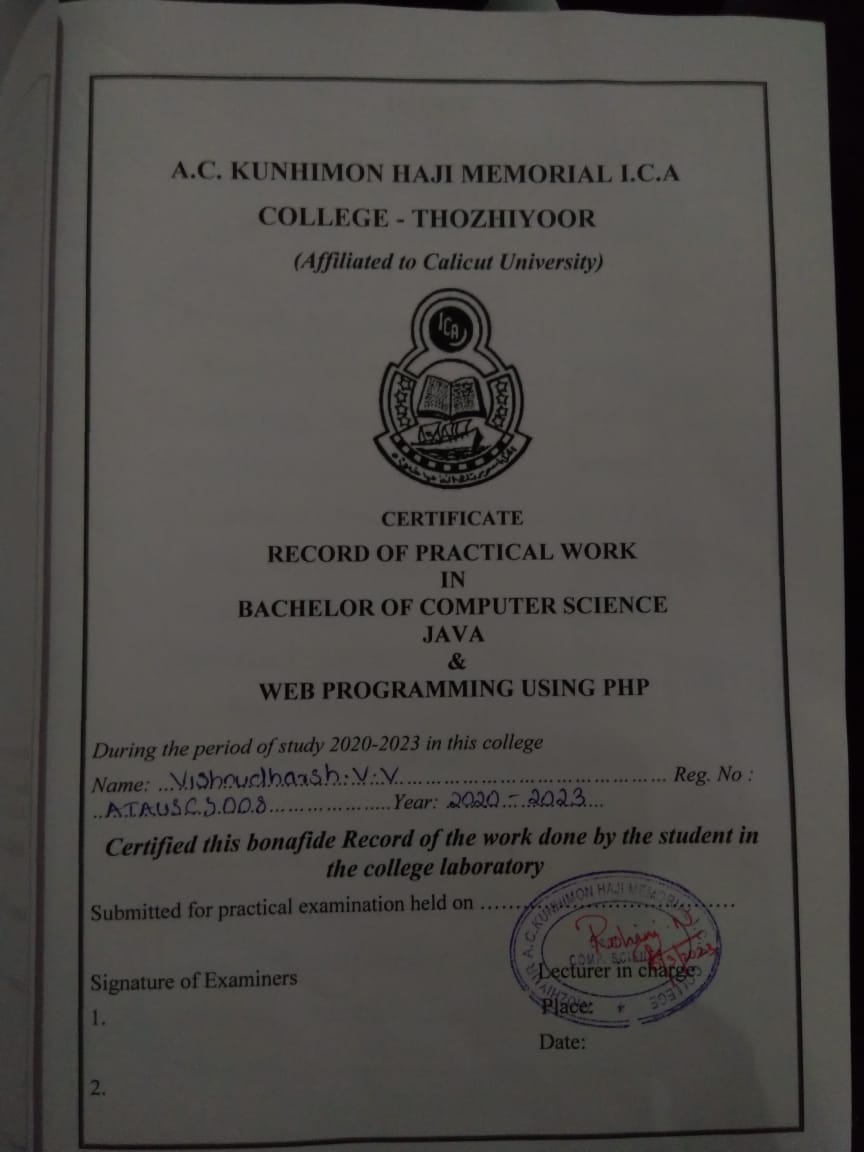 A.C. KUNHIMON HAJI MEMORIAL I.C.A
COLLEGE - THOZHIYOOR
(Affiliated to Calicut University)
ICA
CERTIFICATE
RECORD OF PRACTICAL WORK
IN
BACHELOR OF COMPUTER SCIENCE
JAVA
&
WEB PROGRAMMING USING PHP
During the period of study 2020-2023 in this college
Name: ...Vishnudharsh.V.V................................................ Reg. No :
..ATAUSCS008.....................Year: 2020 - 2023....
Certified this bonafide Record of the work done by the student in
the college laboratory
Submitted for practical examination held on ..........................................
A.C.KUNHIMON HAJI MEMORIAL I.C.A COLLEGE
COMP. SCIENCE
Signature of Examiners
Lecturer in charge:
1.
Place:
Date:
2.